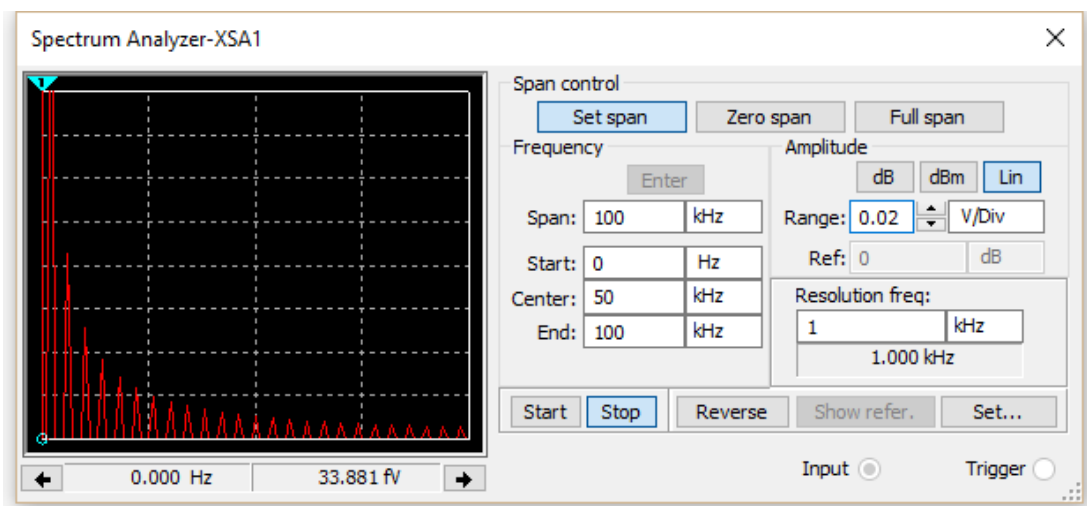 Spectrum Analyzer-XSA1
1
Span control
Set span Zero span Full span
Frequency
Enter
Span: 100 kHz
Start: 0 Hz
Center: 50 kHz
End: 100 kHz
Amplitude
dB dBm Lin
Range: 0.02 V/Div
Ref: 0 dB
Resolution freq:
1 kHz
1.000 kHz
Start Stop Reverse Show refer. Set...
0.000 Hz 33.881 fV
Input Trigger